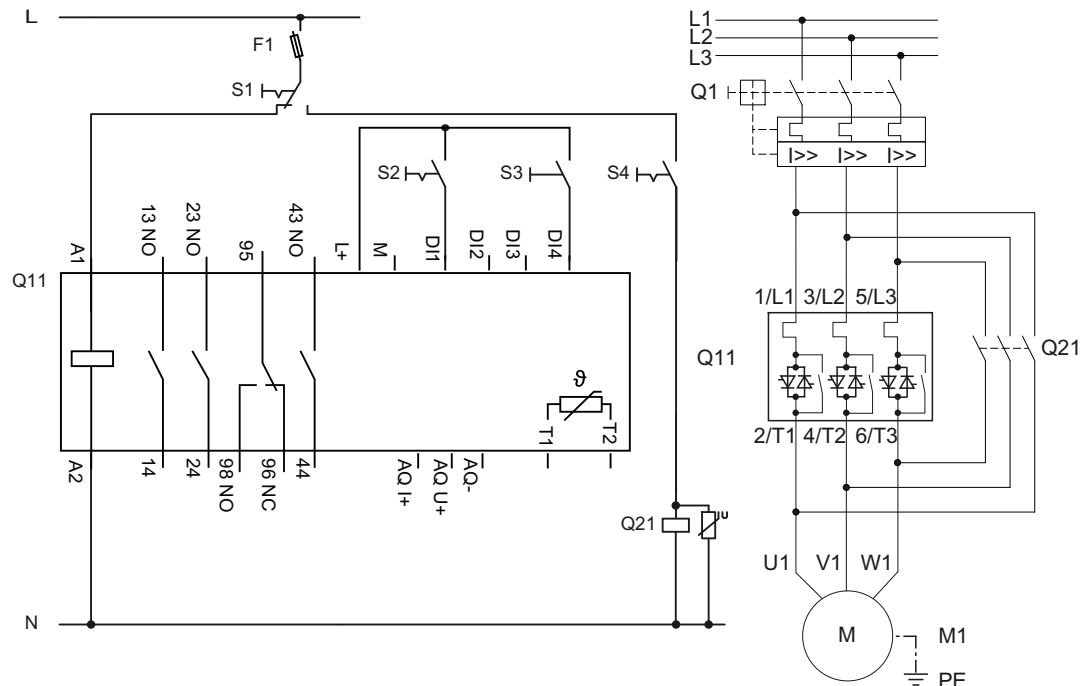 L
F1
S1
S2
S3
S4
A1
13 NO
23 NO
95
43 NO
L+
M
DI1
DI2
DI3
DI4
Q11
ϑ
T1
T2
A2
14
24
98 NO
96 NC
44
AQ I+
AQ U+
AQ-
Q21
U
N
L1
L2
L3
Q1
I>> I>> I>>
1/L1 3/L2 5/L3
Q11
Q21
2/T1 4/T2 6/T3
U1 V1 W1
M
M1
PE